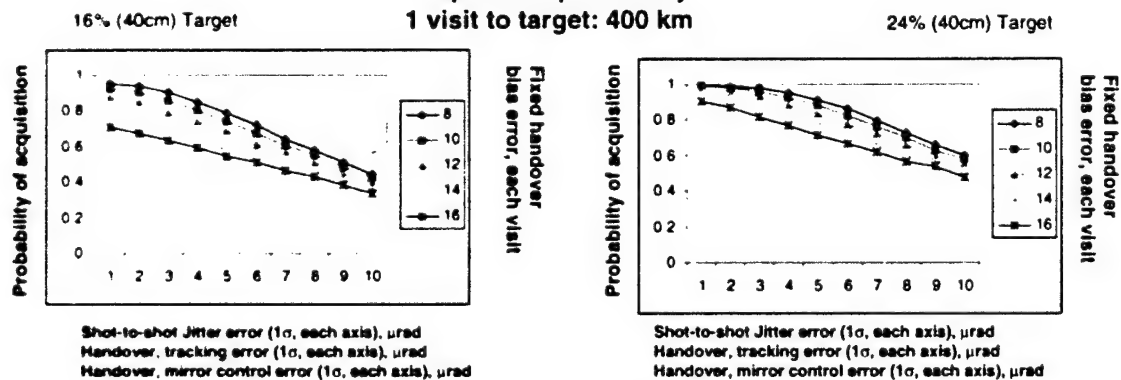 1 visit to target: 400 km
16% (40cm) Target
24% (40cm) Target
Probability of acquisition
1
0.8
0.6
0.4
0.2
0
1 2 3 4 5 6 7 8 9 10
8
10
12
14
16
Fixed handover
bias error, each visit
Shot-to-shot Jitter error (1σ, each axis), μrad
Handover, tracking error (1σ, each axis), μrad
Handover, mirror control error (1σ, each axis), μrad
Probability of acquisition
1
0.8
0.6
0.4
0.2
0
1 2 3 4 5 6 7 8 9 10
8
10
12
14
16
Fixed handover
bias error, each visit
Shot-to-shot Jitter error (1σ, each axis), μrad
Handover, tracking error (1σ, each axis), μrad
Handover, mirror control error (1σ, each axis), μrad